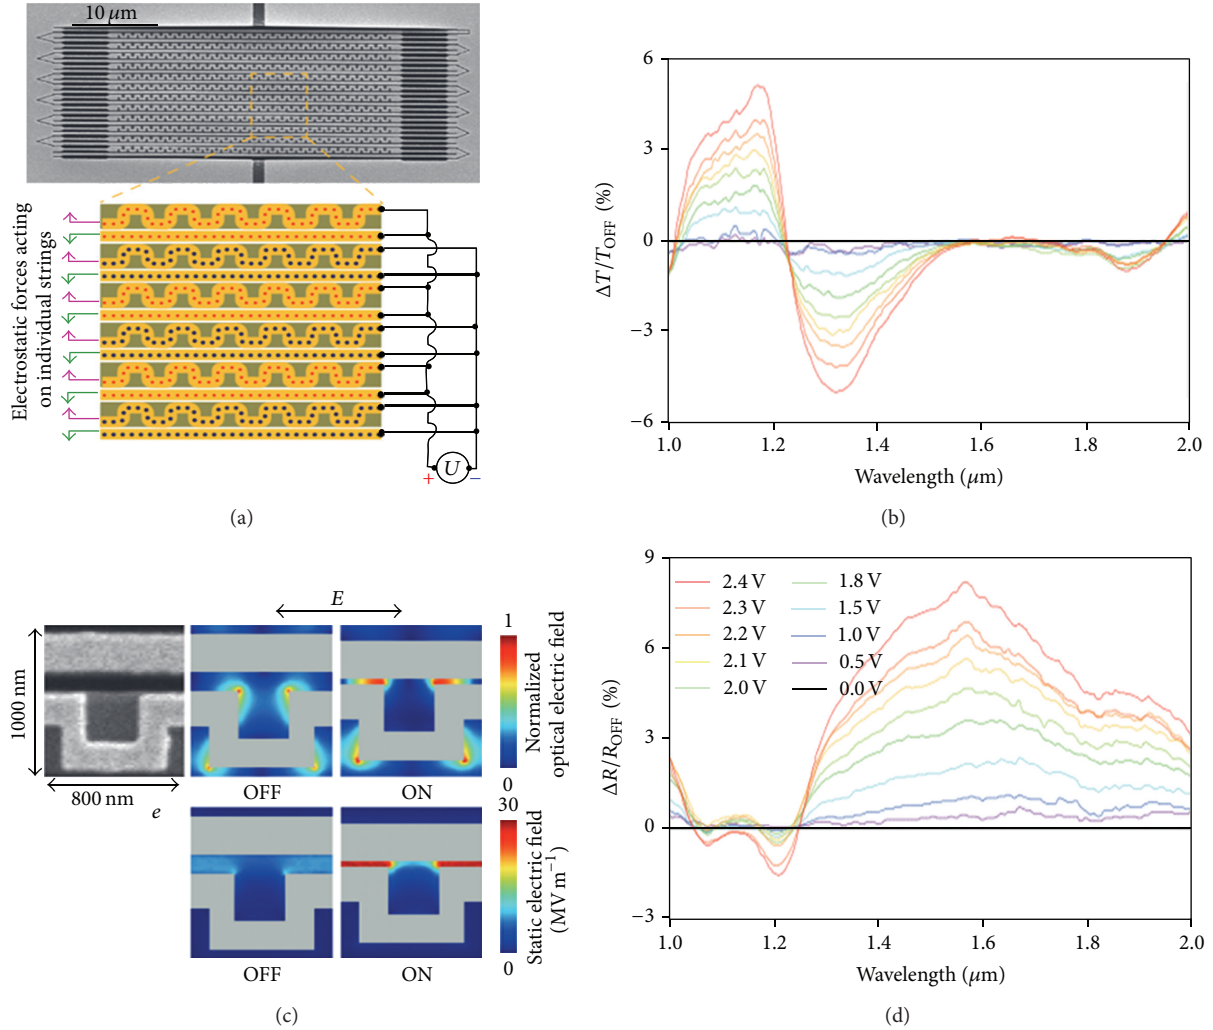 10 μm
Electrostatic forces acting
on individual strings
U
+
−
(a)
6
3
0
−3
−6
ΔT/T_OFF (%)
1.0 1.2 1.4 1.6 1.8 2.0
Wavelength (μm)
(b)
E
1000 nm
800 nm
e
OFF
ON
1
0
Normalized
optical electric field
OFF
ON
30
0
Static electric field
(MV m⁻¹)
(c)
9
6
3
0
−3
ΔR/R_OFF (%)
2.4 V
2.3 V
2.2 V
2.1 V
2.0 V
1.8 V
1.5 V
1.0 V
0.5 V
0.0 V
1.0 1.2 1.4 1.6 1.8 2.0
Wavelength (μm)
(d)